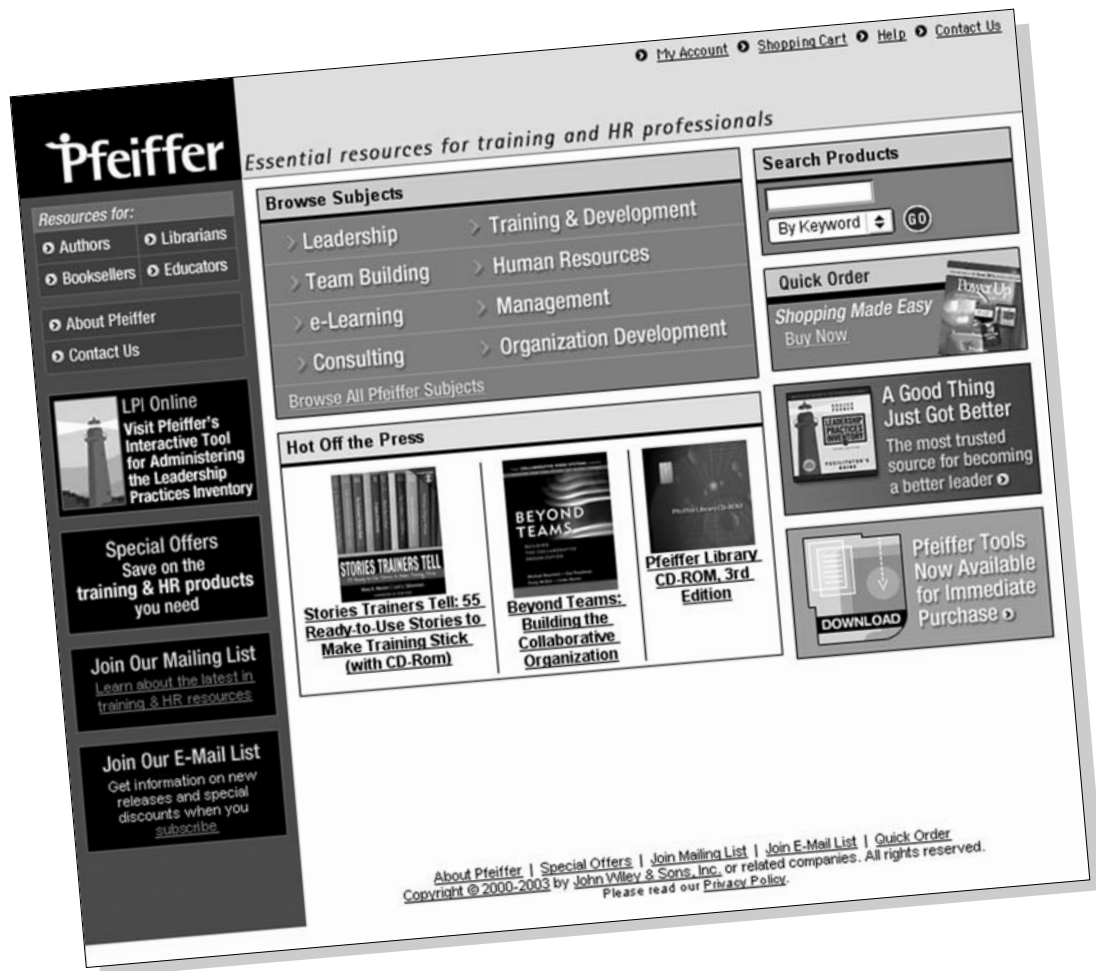 My Account Shopping Cart Help Contact Us
Pfeiffer
Essential resources for training and HR professionals
Resources for:
Authors
Librarians
Booksellers
Educators
About Pfeiffer
Contact Us
LPI Online
Visit Pfeiffer's
Interactive Tool
for Administering
the Leadership
Practices Inventory
Special Offers
Save on the
training & HR products
you need
Join Our Mailing List
Learn about the latest in
training & HR resources
Join Our E-Mail List
Get information on new
releases and special
discounts when you
subscribe
Browse Subjects
Leadership
Training & Development
Team Building
Human Resources
e-Learning
Management
Consulting
Organization Development
Browse All Pfeiffer Subjects
Hot Off the Press
STORIES TRAINERS TELL
Stories Trainers Tell: 55
Ready-to-Use Stories to
Make Training Stick
(with CD-Rom)
BEYOND
TEAMS
Beyond Teams:
Building the
Collaborative
Organization
Pfeiffer Library CD-ROM
Pfeiffer Library
CD-ROM, 3rd
Edition
Search Products
By Keyword
GO
Quick Order
Shopping Made Easy
Buy Now
PowerUp
LEADERSHIP
PRACTICES
INVENTORY
FACILITATOR'S
GUIDE
A Good Thing
Just Got Better
The most trusted
source for becoming
a better leader
DOWNLOAD
Pfeiffer Tools
Now Available
for Immediate
Purchase
About Pfeiffer | Special Offers | Join Mailing List | Join E-Mail List | Quick Order
Copyright © 2000-2003 by John Wiley & Sons, Inc. or related companies. All rights reserved.
Please read our Privacy Policy.